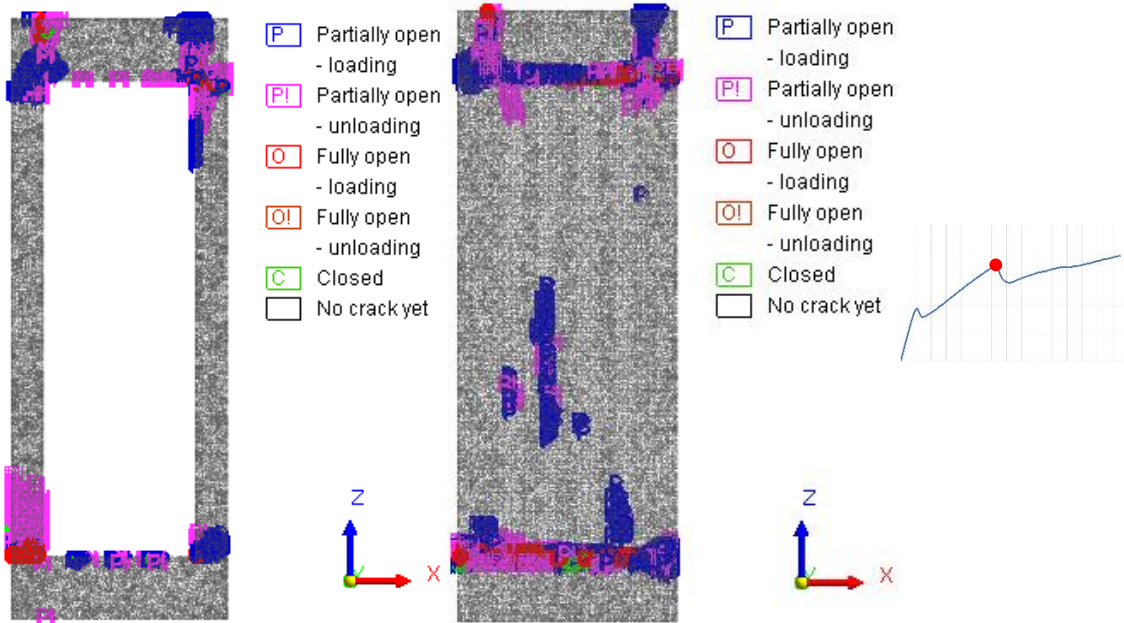 P Partially open
- loading
P! Partially open
- unloading
O Fully open
- loading
O! Fully open
- unloading
C Closed
No crack yet
Z
X
P Partially open
- loading
P! Partially open
- unloading
O Fully open
- loading
O! Fully open
- unloading
C Closed
No crack yet
Z
X